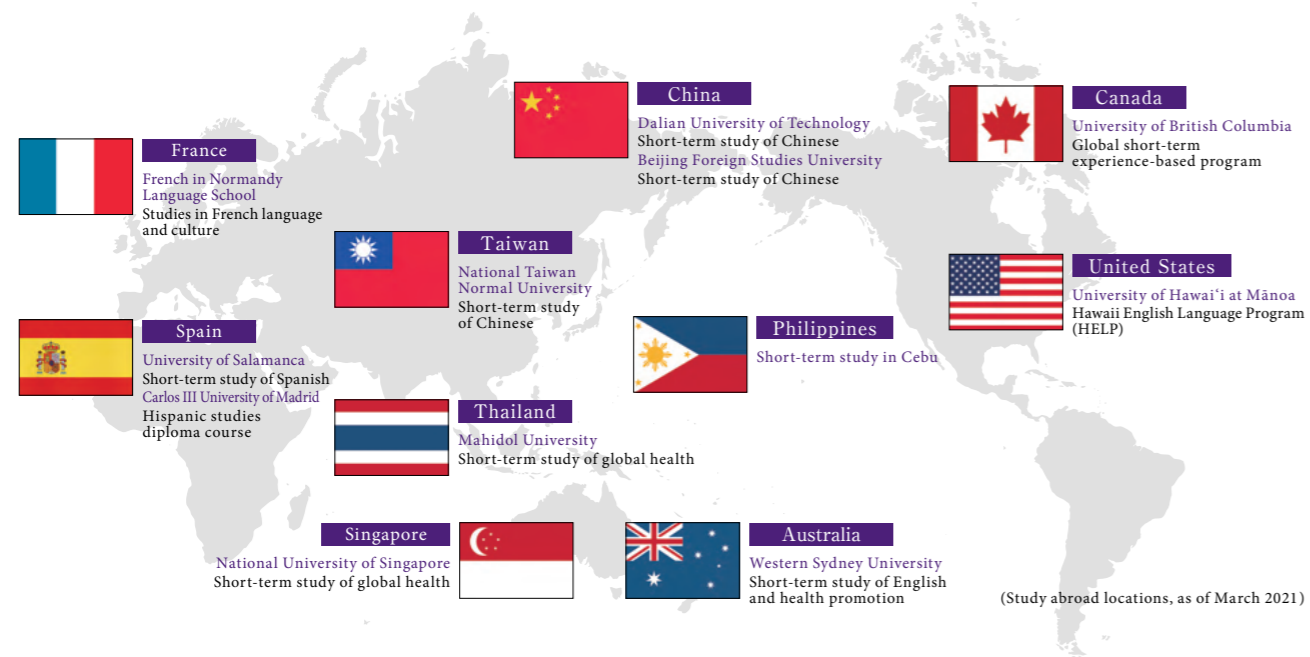 France
French in Normandy
Language School
Studies in French language
and culture
Spain
University of Salamanca
Short-term study of Spanish
Carlos III University of Madrid
Hispanic studies
diploma course
China
Dalian University of Technology
Short-term study of Chinese
Beijing Foreign Studies University
Short-term study of Chinese
Taiwan
National Taiwan
Normal University
Short-term study
of Chinese
Thailand
Mahidol University
Short-term study of global health
Singapore
National University of Singapore
Short-term study of global health
Philippines
Short-term study in Cebu
Australia
Western Sydney University
Short-term study of English
and health promotion
Canada
University of British Columbia
Global short-term
experience-based program
United States
University of Hawai‘i at Mānoa
Hawaii English Language Program
(HELP)
(Study abroad locations, as of March 2021)